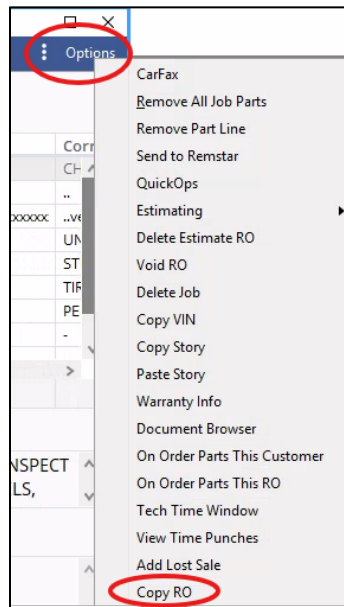 Options
CarFax
Remove All Job Parts
Remove Part Line
Send to Remstar
QuickOps
Estimating
Delete Estimate RO
Void RO
Delete Job
Copy VIN
Copy Story
Paste Story
Warranty Info
Document Browser
On Order Parts This Customer
On Order Parts This RO
Tech Time Window
View Time Punches
Add Lost Sale
Copy RO
Corr
CH
..
xxxxx ..ve
UN
ST
TIR
PE
-
NSPECT
LS,